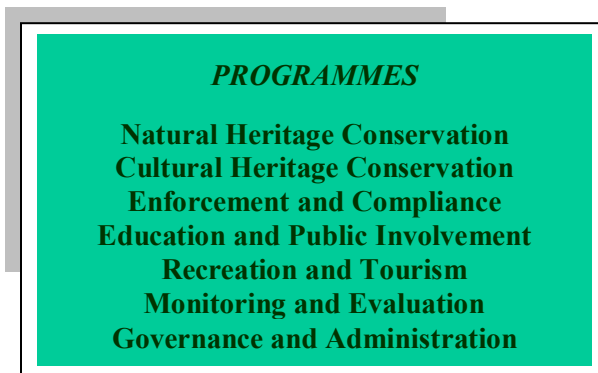 PROGRAMMES
Natural Heritage Conservation
Cultural Heritage Conservation
Enforcement and Compliance
Education and Public Involvement
Recreation and Tourism
Monitoring and Evaluation
Governance and Administration